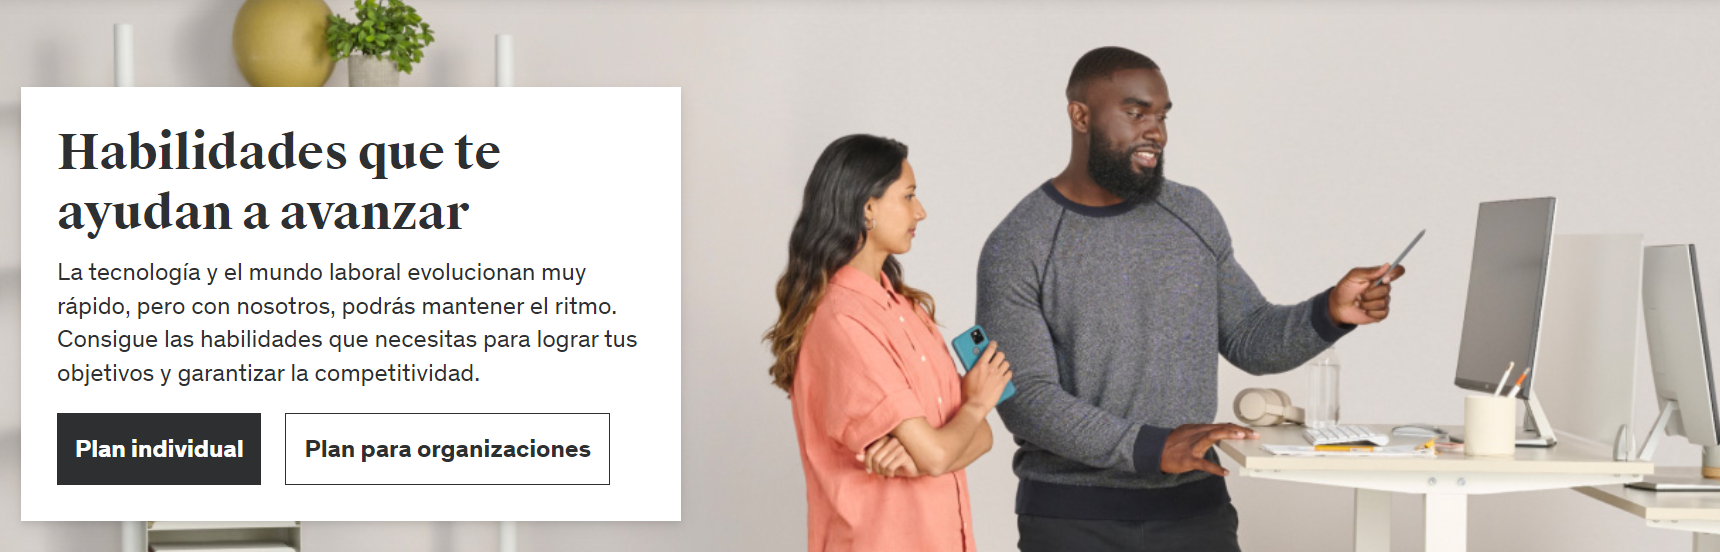 Habilidades que te
ayudan a avanzar
La tecnología y el mundo laboral evolucionan muy
rápido, pero con nosotros, podrás mantener el ritmo.
Consigue las habilidades que necesitas para lograr tus
objetivos y garantizar la competitividad.
Plan individual
Plan para organizaciones